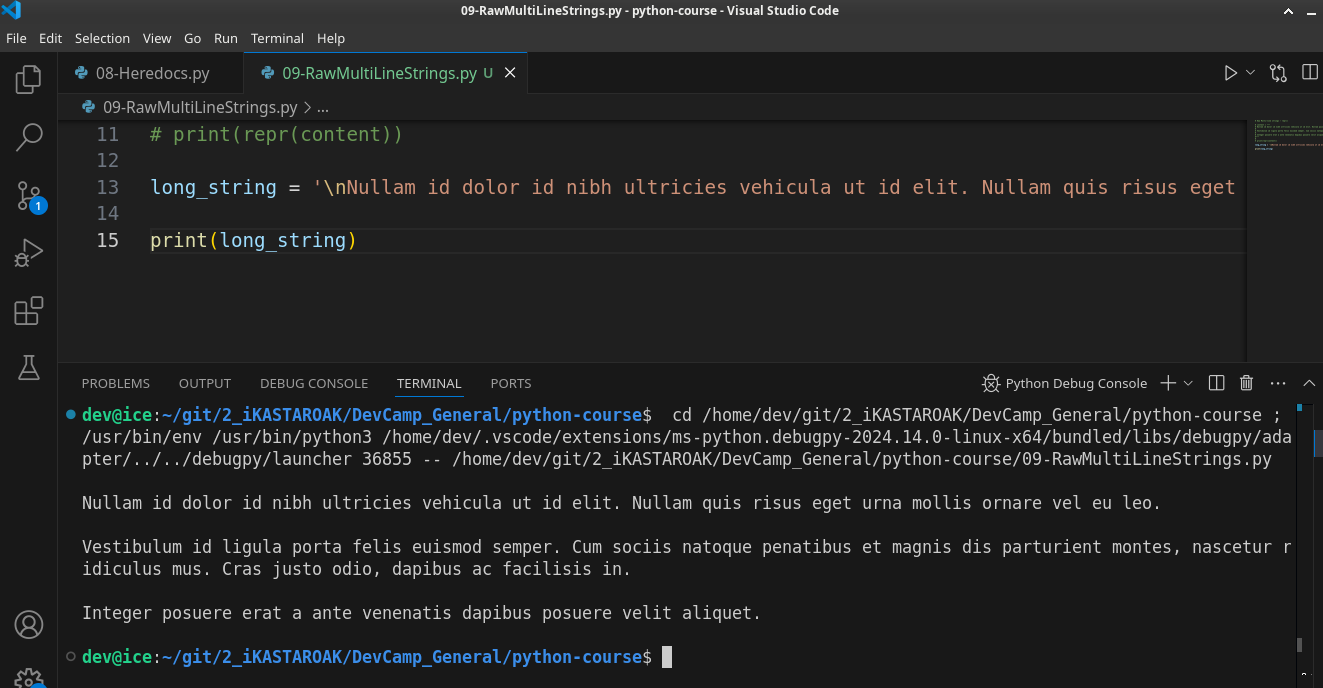 09-RawMultiLineStrings.py - python-course - Visual Studio Code
File Edit Selection View Go Run Terminal Help
08-Heredocs.py 09-RawMultiLineStrings.py U
09-RawMultiLineStrings.py > ...
11 # print(repr(content))
12
13 long_string = '\nNullam id dolor id nibh ultricies vehicula ut id elit. Nullam quis risus eget
14
15 print(long_string)
1
PROBLEMS OUTPUT DEBUG CONSOLE TERMINAL PORTS Python Debug Console
dev@ice:~/git/2_iKASTAROAK/DevCamp_General/python-course$ cd /home/dev/git/2_iKASTAROAK/DevCamp_General/python-course ;
/usr/bin/env /usr/bin/python3 /home/dev/.vscode/extensions/ms-python.debugpy-2024.14.0-linux-x64/bundled/libs/debugpy/ada
pter/../../debugpy/launcher 36855 -- /home/dev/git/2_iKASTAROAK/DevCamp_General/python-course/09-RawMultiLineStrings.py
Nullam id dolor id nibh ultricies vehicula ut id elit. Nullam quis risus eget urna mollis ornare vel eu leo.
Vestibulum id ligula porta felis euismod semper. Cum sociis natoque penatibus et magnis dis parturient montes, nascetur r
idiculus mus. Cras justo odio, dapibus ac facilisis in.
Integer posuere erat a ante venenatis dapibus posuere velit aliquet.
dev@ice:~/git/2_iKASTAROAK/DevCamp_General/python-course$